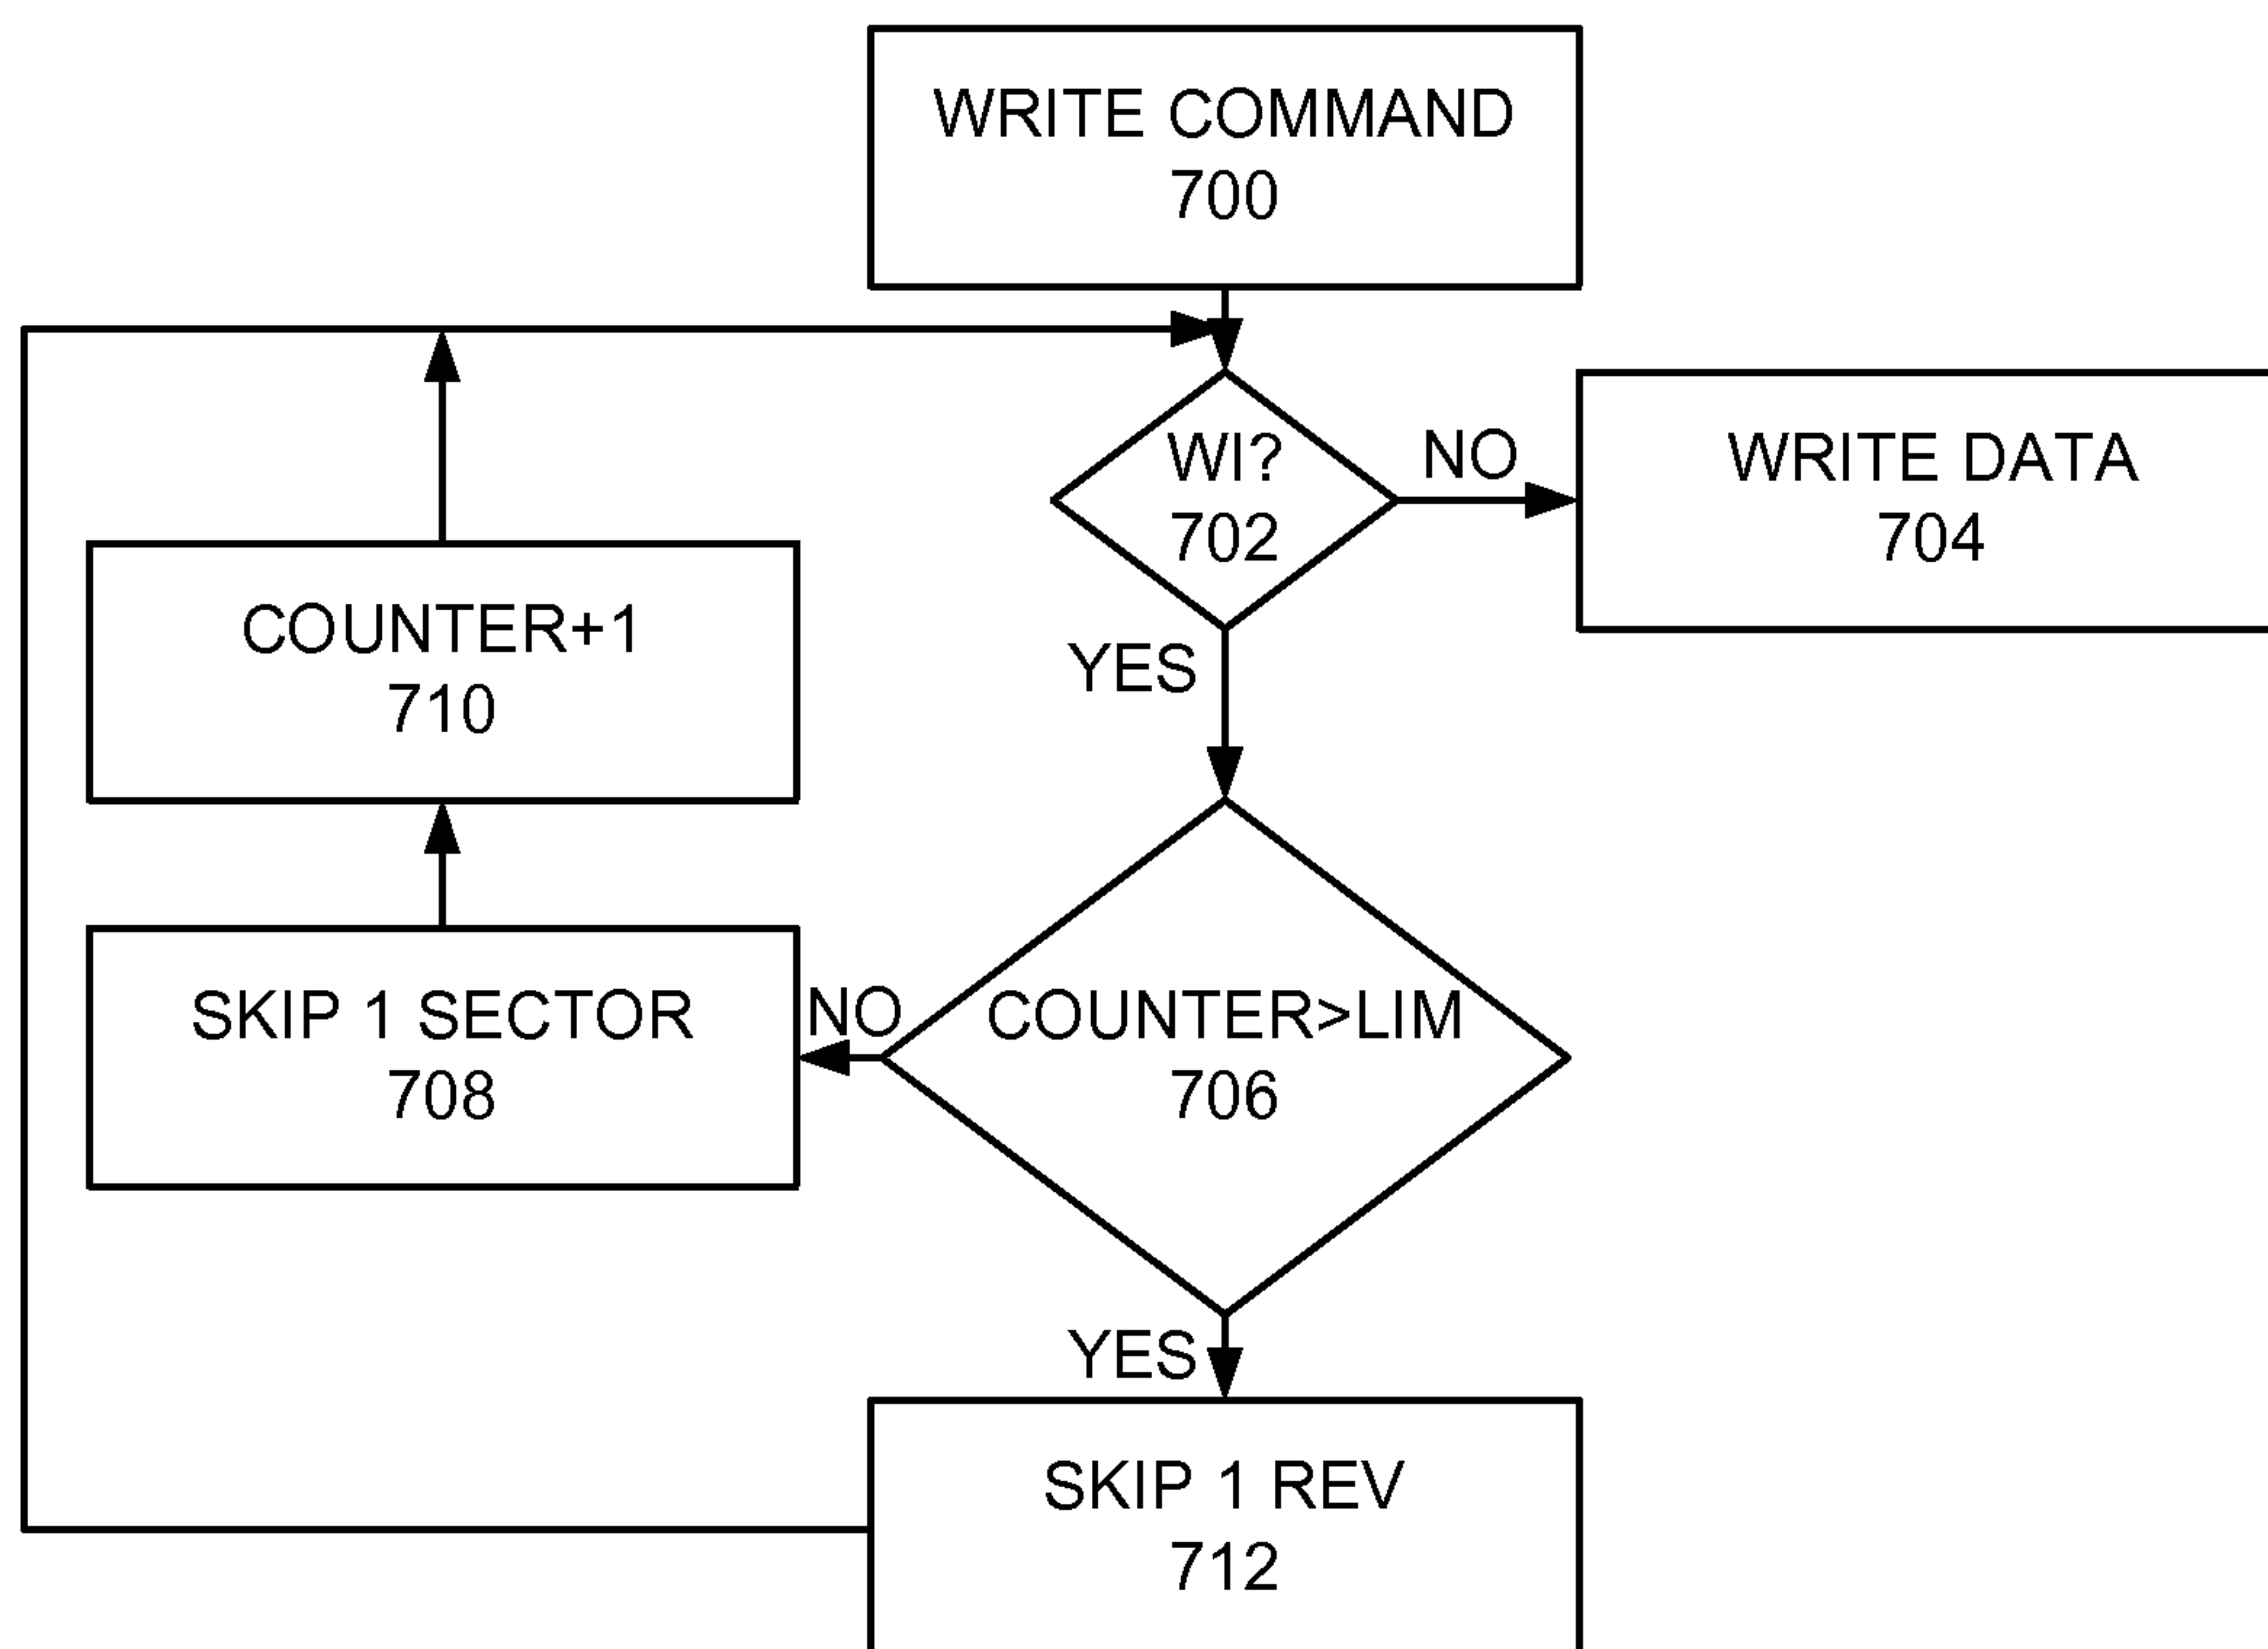 WRITE COMMAND
700
WI?
702
NO
WRITE DATA
704
YES
COUNTER+1
710
SKIP 1 SECTOR
708
NO
COUNTER>LIM
706
YES
SKIP 1 REV
712